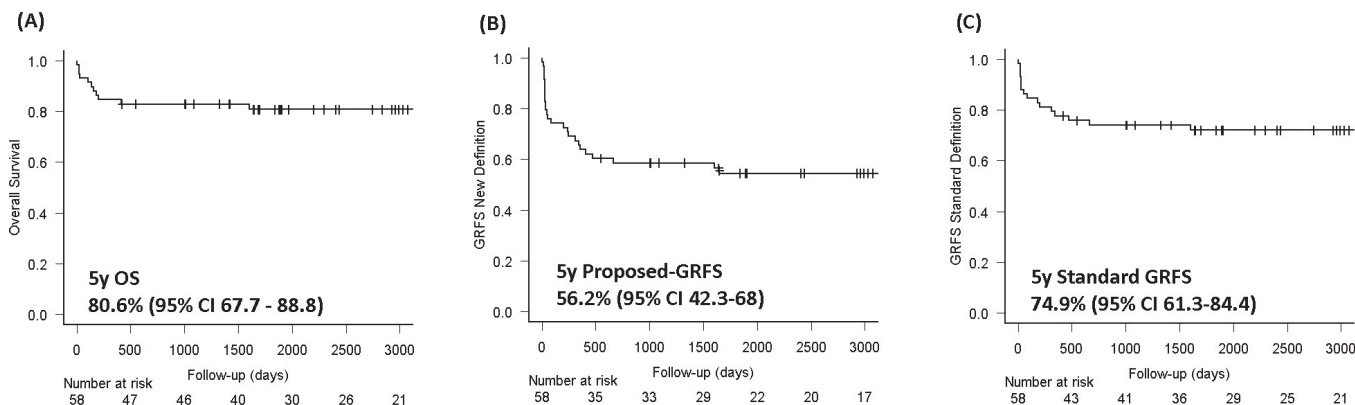 (A)
Overall Survival
1.0
0.8
0.6
0.4
0.2
0.0
5y OS
80.6% (95% CI 67.7 - 88.8)
0 500 1000 1500 2000 2500 3000
Follow-up (days)
Number at risk
58 47 46 40 30 26 21
(B)
GRFS New Definition
1.0
0.8
0.6
0.4
0.2
0.0
5y Proposed-GRFS
56.2% (95% CI 42.3-68)
0 500 1000 1500 2000 2500 3000
Follow-up (days)
Number at risk
58 35 33 29 22 20 17
(C)
GRFS Standard Definition
1.0
0.8
0.6
0.4
0.2
0.0
5y Standard GRFS
74.9% (95% CI 61.3-84.4)
0 500 1000 1500 2000 2500 3000
Follow-up (days)
Number at risk
58 43 41 36 29 25 21